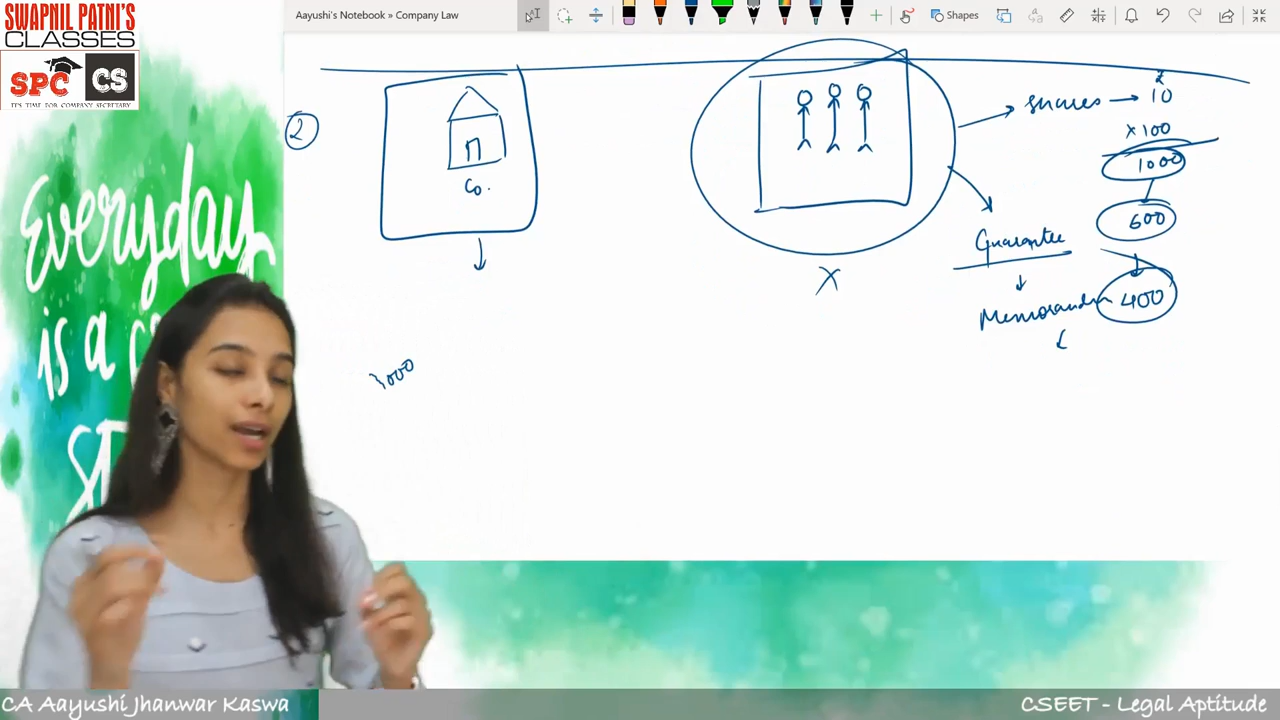 SWAPNIL PATNI'S
CLASSES
SPC CS
IT'S TIME FOR COMPANY SECRETARY
Aayushi's Notebook » Company Law
Shapes
Everyday
is a
2
Co.
X
shares → 10
x 100
1000
600
400
Guarantee
Memorandum
1000
CA Aayushi Jhanwar Kaswa
CSEET - Legal Aptitude